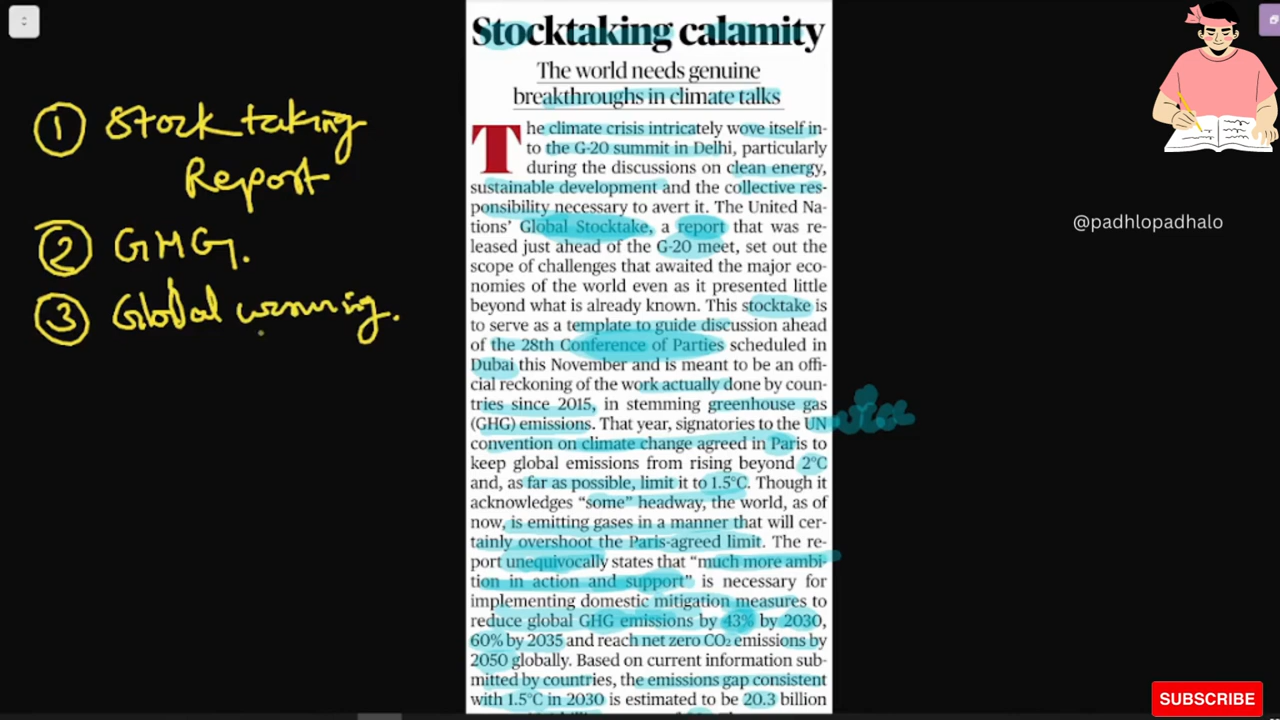 ① Stock taking
Report
② GHG.
③ Global warming.
Stocktaking calamity
The world needs genuine
breakthroughs in climate talks
The climate crisis intricately wove itself in-
to the G-20 summit in Delhi, particularly
during the discussions on clean energy,
sustainable development and the collective res-
ponsibility necessary to avert it. The United Na-
tions’ Global Stocktake, a report that was re-
leased just ahead of the G-20 meet, set out the
scope of challenges that awaited the major eco-
nomies of the world even as it presented little
beyond what is already known. This stocktake is
to serve as a template to guide discussion ahead
of the 28th Conference of Parties scheduled in
Dubai this November and is meant to be an offi-
cial reckoning of the work actually done by coun-
tries since 2015, in stemming greenhouse gas
(GHG) emissions. That year, signatories to the UN
convention on climate change agreed in Paris to
keep global emissions from rising beyond 2°C
and, as far as possible, limit it to 1.5°C. Though it
acknowledges “some” headway, the world, as of
now, is emitting gases in a manner that will cer-
tainly overshoot the Paris-agreed limit. The re-
port unequivocally states that “much more ambi-
tion in action and support” is necessary for
implementing domestic mitigation measures to
reduce global GHG emissions by 43% by 2030,
60% by 2035 and reach net zero CO₂ emissions by
2050 globally. Based on current information sub-
mitted by countries, the emissions gap consistent
with 1.5°C in 2030 is estimated to be 20.3 billion
@padhlopadhalo
SUBSCRIBE